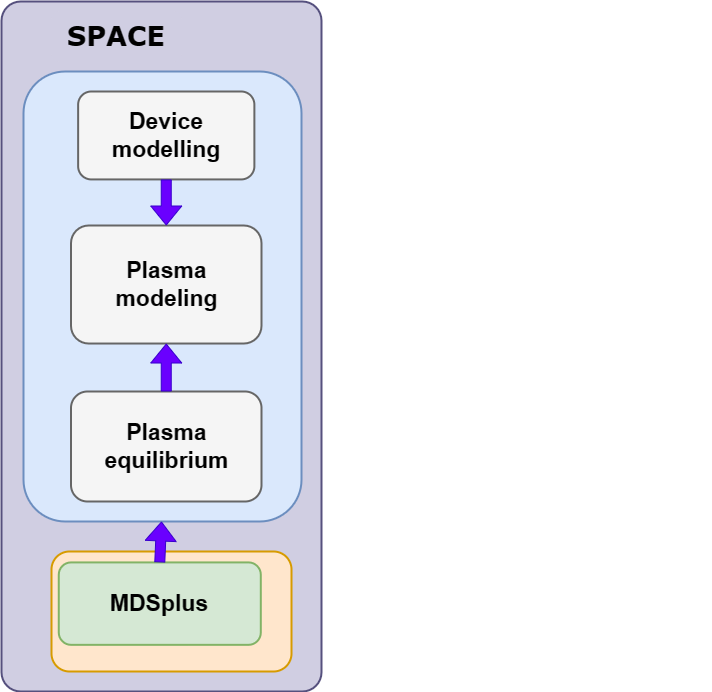 SPACE
Device
modelling
Plasma
modeling
Plasma
equilibrium
MDSplus